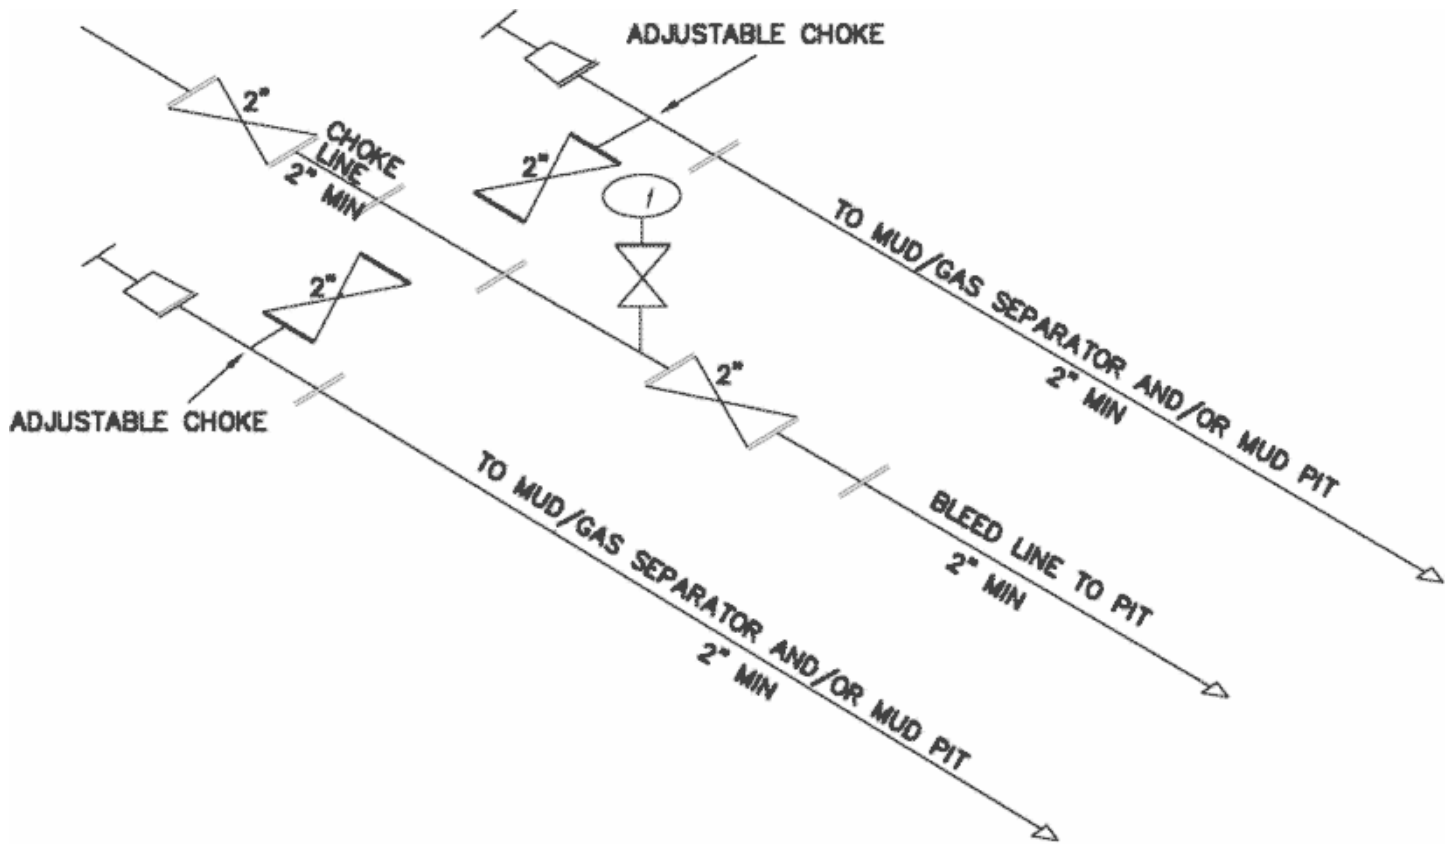 ADJUSTABLE CHOKE
2"
CHOKE
LINE
2" MIN
2"
2"
ADJUSTABLE CHOKE
2"
TO MUD/GAS SEPARATOR AND/OR MUD PIT
2" MIN
BLEED LINE TO PIT
2" MIN
TO MUD/GAS SEPARATOR AND/OR MUD PIT
2" MIN